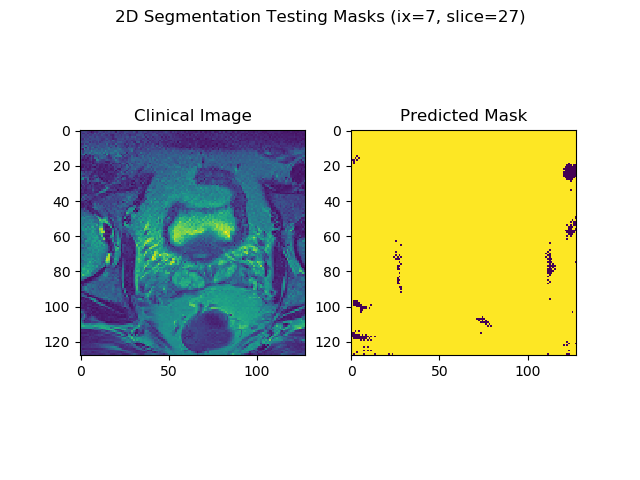 2D Segmentation Testing Masks (ix=7, slice=27)
Clinical Image Predicted Mask
0 0
20 20
40 40
60 60
80 80
100 100
120 120
0 50 100 0 50 100